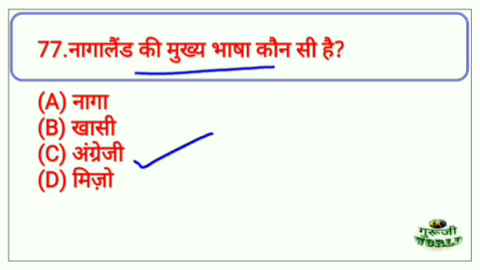 77.नागालैंड की मुख्य भाषा कौन सी है?
(A) नागा
(B) खासी
(C) अंग्रेजी
(D) मिज़ो
गुरूजी
WORLD